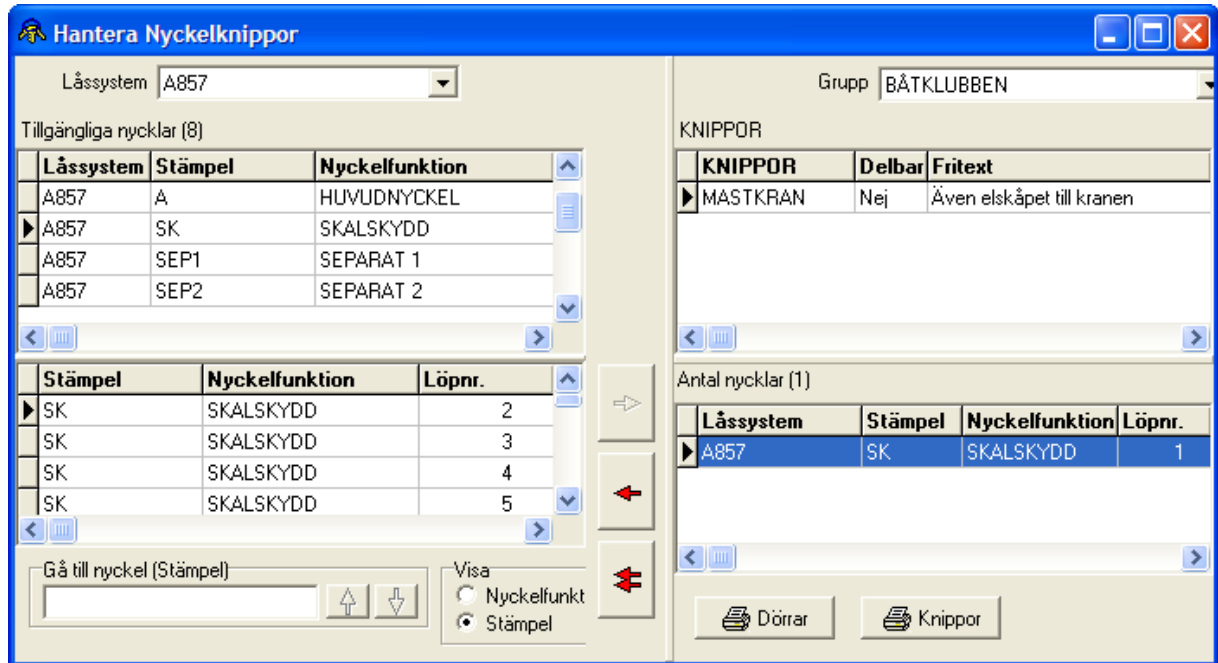 Hantera Nyckelknippor
Låssystem A857
Tillgängliga nycklar (8)
Låssystem Stämpel Nyckelfunktion
A857 A HUVUDNYCKEL
A857 SK SKALSKYDD
A857 SEP1 SEPARAT 1
A857 SEP2 SEPARAT 2
Stämpel Nyckelfunktion Löpnr.
SK SKALSKYDD 2
SK SKALSKYDD 3
SK SKALSKYDD 4
SK SKALSKYDD 5
Gå till nyckel (Stämpel)
Visa
Nyckelfunkt
Stämpel
Grupp BÅTKLUBBEN
KNIPPOR
KNIPPOR Delbar Fritext
MASTKRAN Nej Även elskåpet till kranen
Antal nycklar (1)
Låssystem Stämpel Nyckelfunktion Löpnr.
A857 SK SKALSKYDD 1
Dörrar Knippor